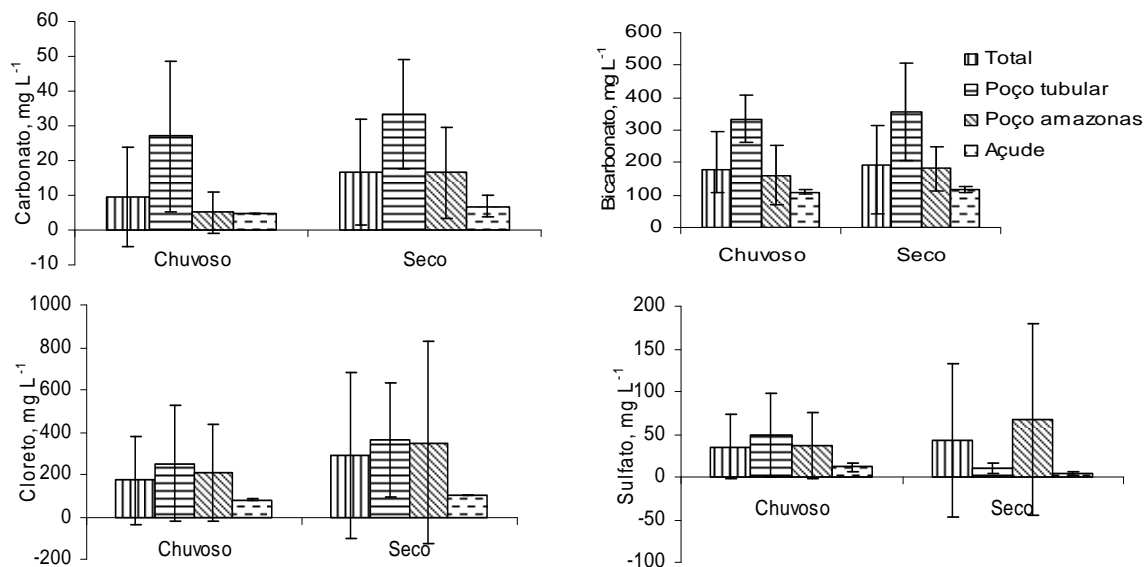 Carbonato, mg L-1
60
50
40
30
20
10
0
-10
Chuvoso
Seco
Bicarbonato, mg L-1
800
600
400
300
200
100
0
Chuvoso
Seco
Total
Poço tubular
Poço amazonas
Açude
Cloreto, mg L-1
1000
800
600
400
200
0
-200
Chuvoso
Seco
Sulfato, mg L-1
200
150
100
50
0
-50
-100
Chuvoso
Seco